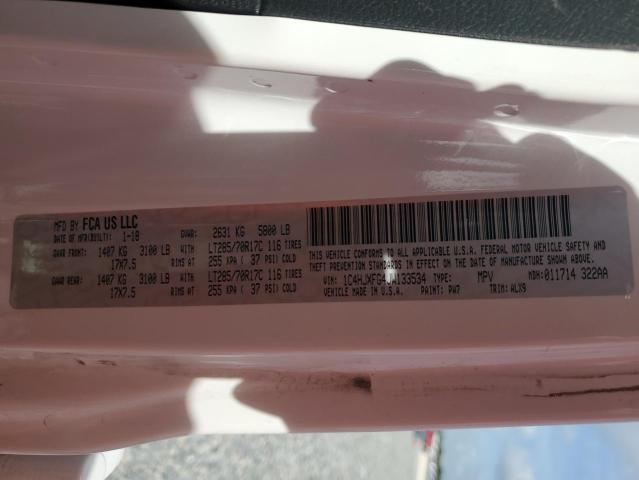 MFD BY FCA US LLC
DATE OF MFR(BUILT): 1-18 GVWR: 2631 KG 5800 LB
GAWR FRONT: 1407 KG 3100 LB WITH LT285/70R17C 116 TIRES
17X7.5 RIMS AT 255 KPA ( 37 PSI) COLD
GAWR REAR: 1407 KG 3100 LB WITH LT285/70R17C 116 TIRES
17X7.5 RIMS AT 255 KPA ( 37 PSI) COLD
THIS VEHICLE CONFORMS TO ALL APPLICABLE U.S.A. FEDERAL MOTOR VEHICLE SAFETY AND
THEFT PREVENTION STANDARDS IN EFFECT ON THE DATE OF MANUFACTURE SHOWN ABOVE.
VIN: 1C4HJXFG4JW133534 TYPE: MPV MDH: 011714 322AA
VEHICLE MADE IN U.S.A. PAINT: PW7 TRIM: ALX9